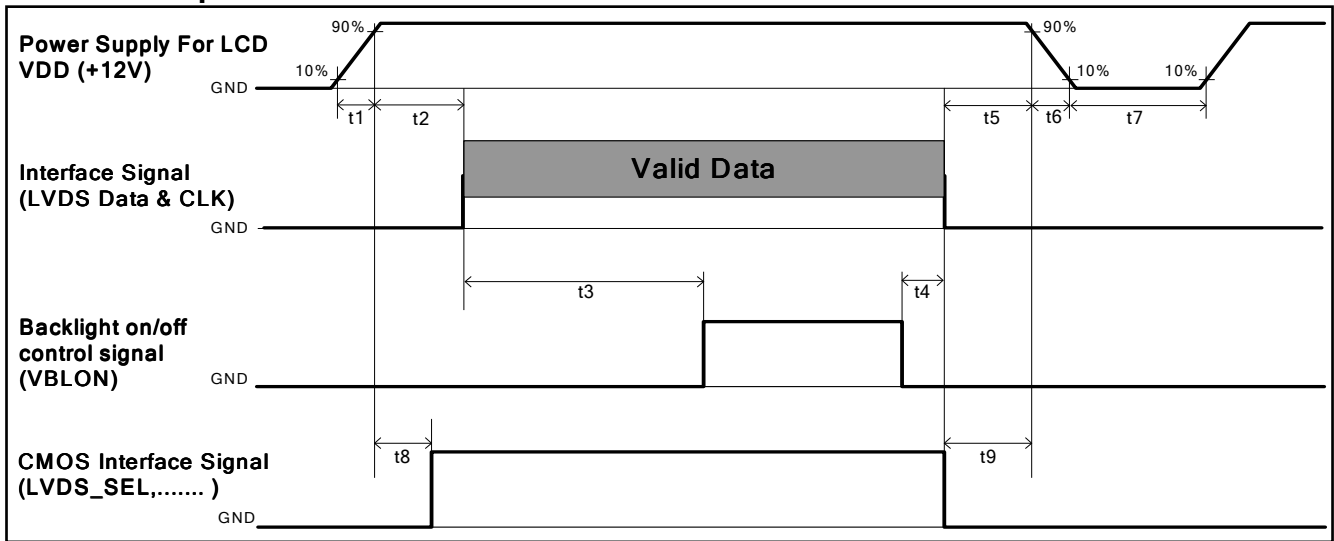 Power Supply For LCD
VDD (+12V)
90%
90%
10%
10%
10%
GND
t1
t2
t5
t6
t7
Interface Signal
(LVDS Data & CLK)
Valid Data
GND
t3
t4
Backlight on/off
control signal
(VBLON)
GND
t8
t9
CMOS Interface Signal
(LVDS_SEL,....... )
GND